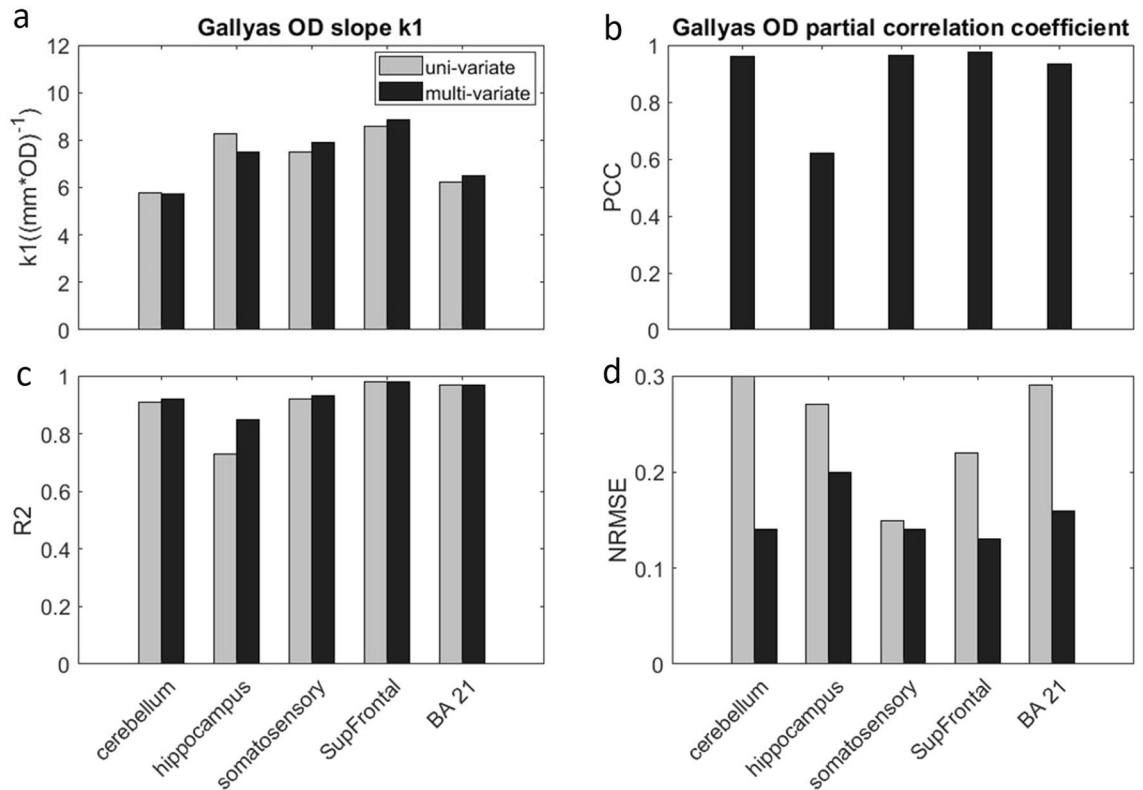 a
Gallyas OD slope k1
12
10
8
6
4
2
0
k1((mm*OD)^-1
uni-variate
multi-variate
b
Gallyas OD partial correlation coefficient
1
0.8
0.6
0.4
0.2
0
PCC
c
1
0.8
0.6
0.4
0.2
0
R2
cerebellum
hippocampus
somatosensory
SupFrontal
BA 21
d
0.3
0.2
0.1
0
NRMSE
cerebellum
hippocampus
somatosensory
SupFrontal
BA 21